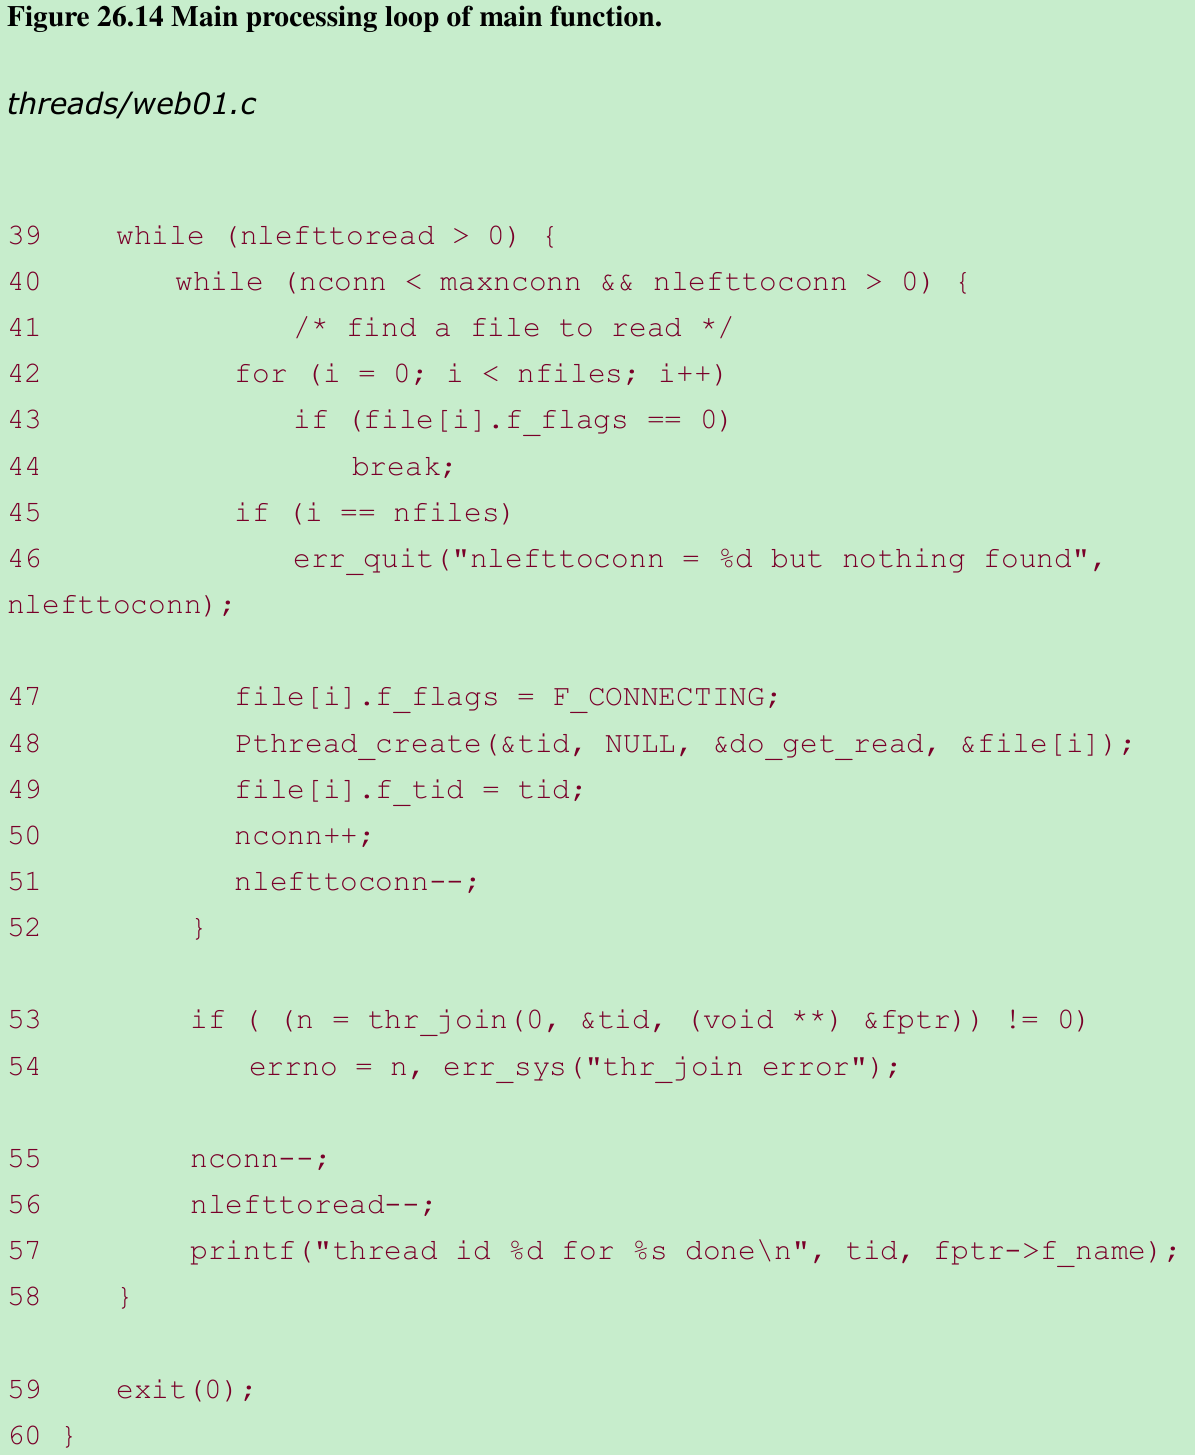 Figure 26.14 Main processing loop of main function.
threads/web01.c
39    while (nlefttoread > 0) {
40        while (nconn < maxnconn && nlefttoconn > 0) {
41                /* find a file to read */
42            for (i = 0; i < nfiles; i++)
43                if (file[i].f_flags == 0)
44                    break;
45            if (i == nfiles)
46                err_quit("nlefttoconn = %d but nothing found",
nlefttoconn);
47            file[i].f_flags = F_CONNECTING;
48            Pthread_create(&tid, NULL, &do_get_read, &file[i]);
49            file[i].f_tid = tid;
50            nconn++;
51            nlefttoconn--;
52         }
53         if ( (n = thr_join(0, &tid, (void **) &fptr)) != 0)
54             errno = n, err_sys("thr_join error");
55         nconn--;
56         nlefttoread--;
57         printf("thread id %d for %s done\n", tid, fptr->f_name);
58    }
59    exit(0);
60 }